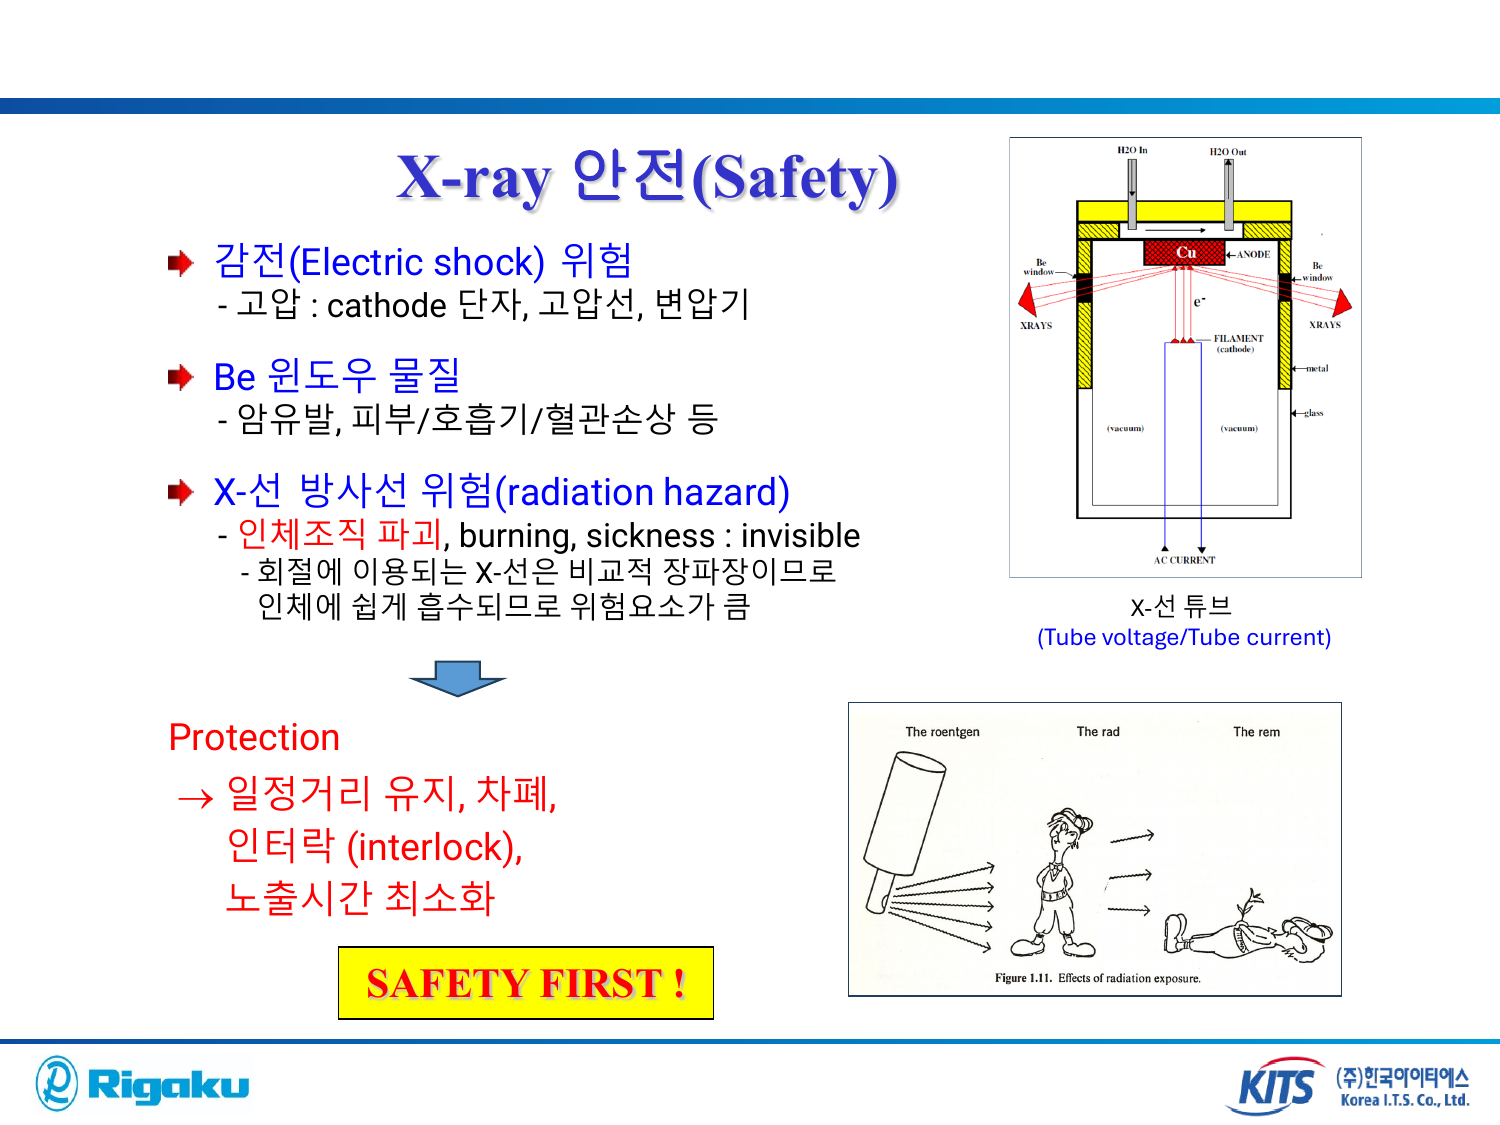 X-ray 안전(Safety)
감전(Electric shock) 위험
- 고압 : cathode 단자, 고압선, 변압기
Be 윈도우 물질
- 암유발, 피부/호흡기/혈관손상 등
X-선 방사선 위험(radiation hazard)
- 인체조직 파괴, burning, sickness : invisible
- 회절에 이용되는 X-선은 비교적 장파장이므로
인체에 쉽게 흡수되므로 위험요소가 큼
Protection
→ 일정거리 유지, 차폐,
인터락 (interlock),
노출시간 최소화
SAFETY FIRST !
H2O In
H2O Out
Cu
ANODE
Be
window
Be
window
e-
XRAYS
XRAYS
FILAMENT
(cathode)
metal
glass
(vacuum)
(vacuum)
AC CURRENT
X-선 튜브
(Tube voltage/Tube current)
The roentgen
The rad
The rem
Figure 1.11. Effects of radiation exposure.
Rigaku
KITS
(주)한국아이티에스
Korea I.T.S. Co., Ltd.